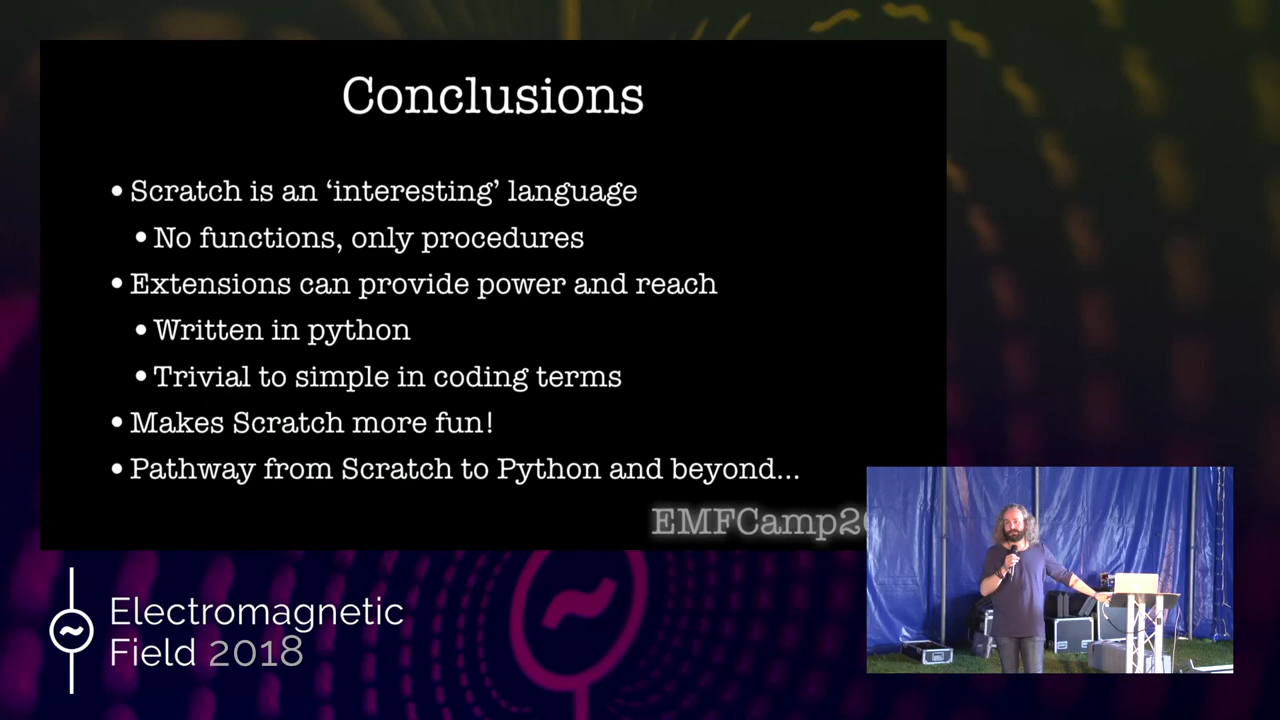 Conclusions
• Scratch is an ‘interesting’ language
• No functions, only procedures
• Extensions can provide power and reach
• Written in python
• Trivial to simple in coding terms
• Makes Scratch more fun!
• Pathway from Scratch to Python and beyond...
EMFCamp2
Electromagnetic
Field 2018